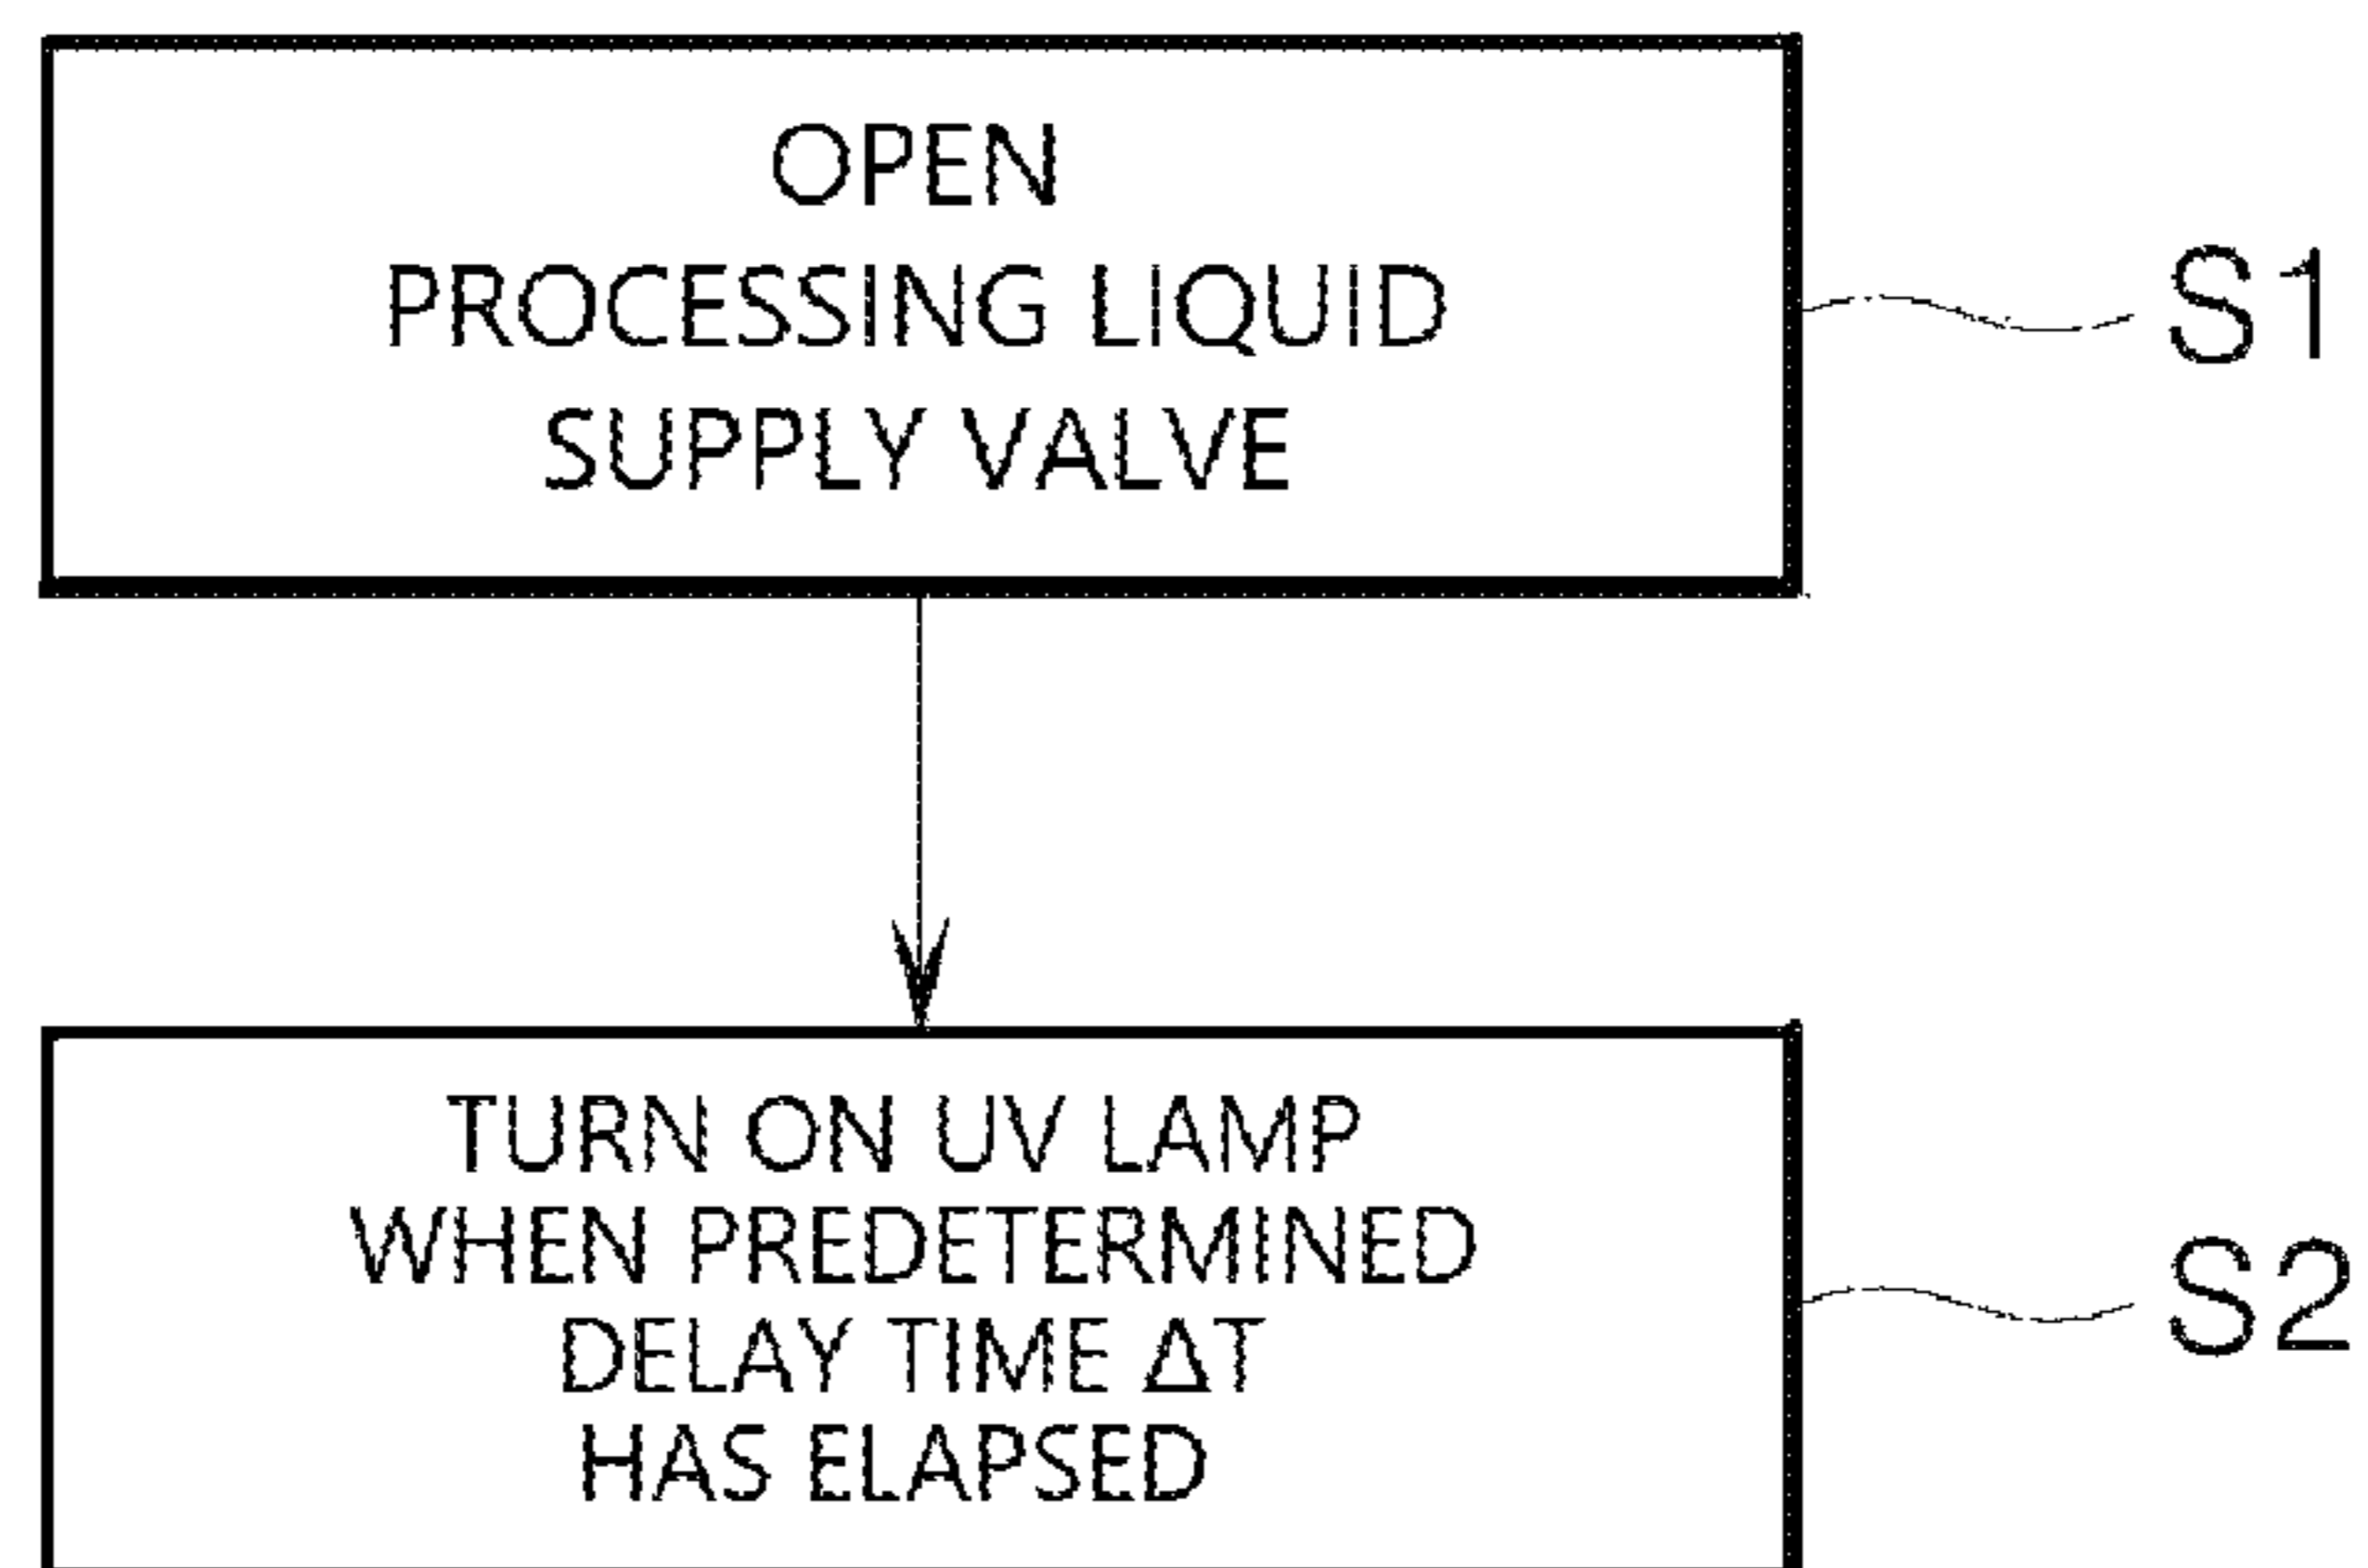 OPEN
PROCESSING LIQUID
SUPPLY VALVE
S1
TURN ON UV LAMP
WHEN PREDETERMINED
DELAY TIME ΔT
HAS ELAPSED
S2